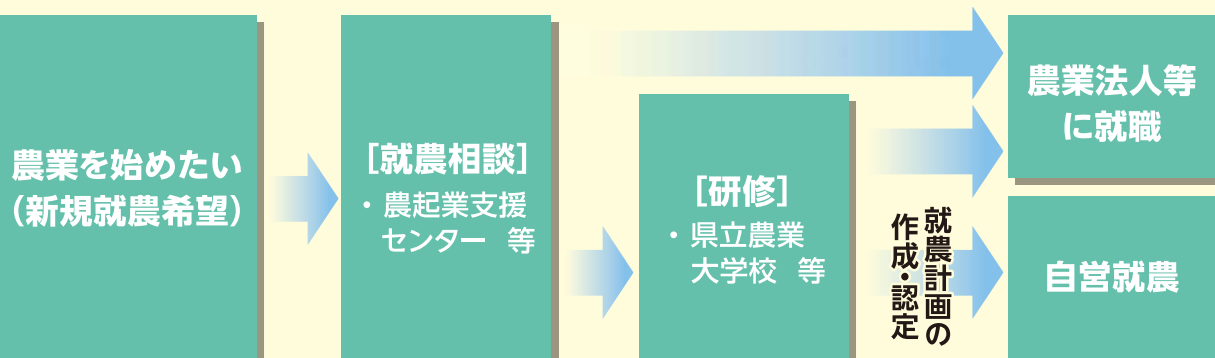 農業を始めたい
（新規就農希望）
［就農相談］
・農起業支援
センター 等
［研修］
・県立農業
大学校 等
就農計画の
作成・認定
農業法人等
に就職
自営就農